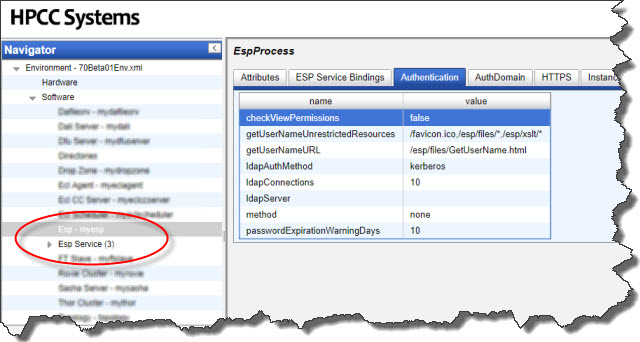 HPCC Systems
Navigator
Environment - 70Beta01Env.xml
Hardware
Software
Dafilesrv - mydafilesrv
Dali Server - mydali
Dfu Server - mydfuserver
Directories
Drop Zone - mydropzone
Ecl Agent - myeclagent
Ecl CC Server - myeclccserver
Ecl Scheduler - myeclscheduler
Esp - myesp
Esp Service (3)
FT Slave - myftslave
Roxie Cluster - myroxie
Sasha Server - mysasha
Thor Cluster - mythor
Topology - topology
EspProcess
Attributes ESP Service Bindings Authentication AuthDomain HTTPS Instanc
name value
checkViewPermissions false
getUserNameUnrestrictedResources /favicon.ico,/esp/files/*,/esp/xslt/*
getUserNameURL /esp/files/GetUserName.html
ldapAuthMethod kerberos
ldapConnections 10
ldapServer
method none
passwordExpirationWarningDays 10